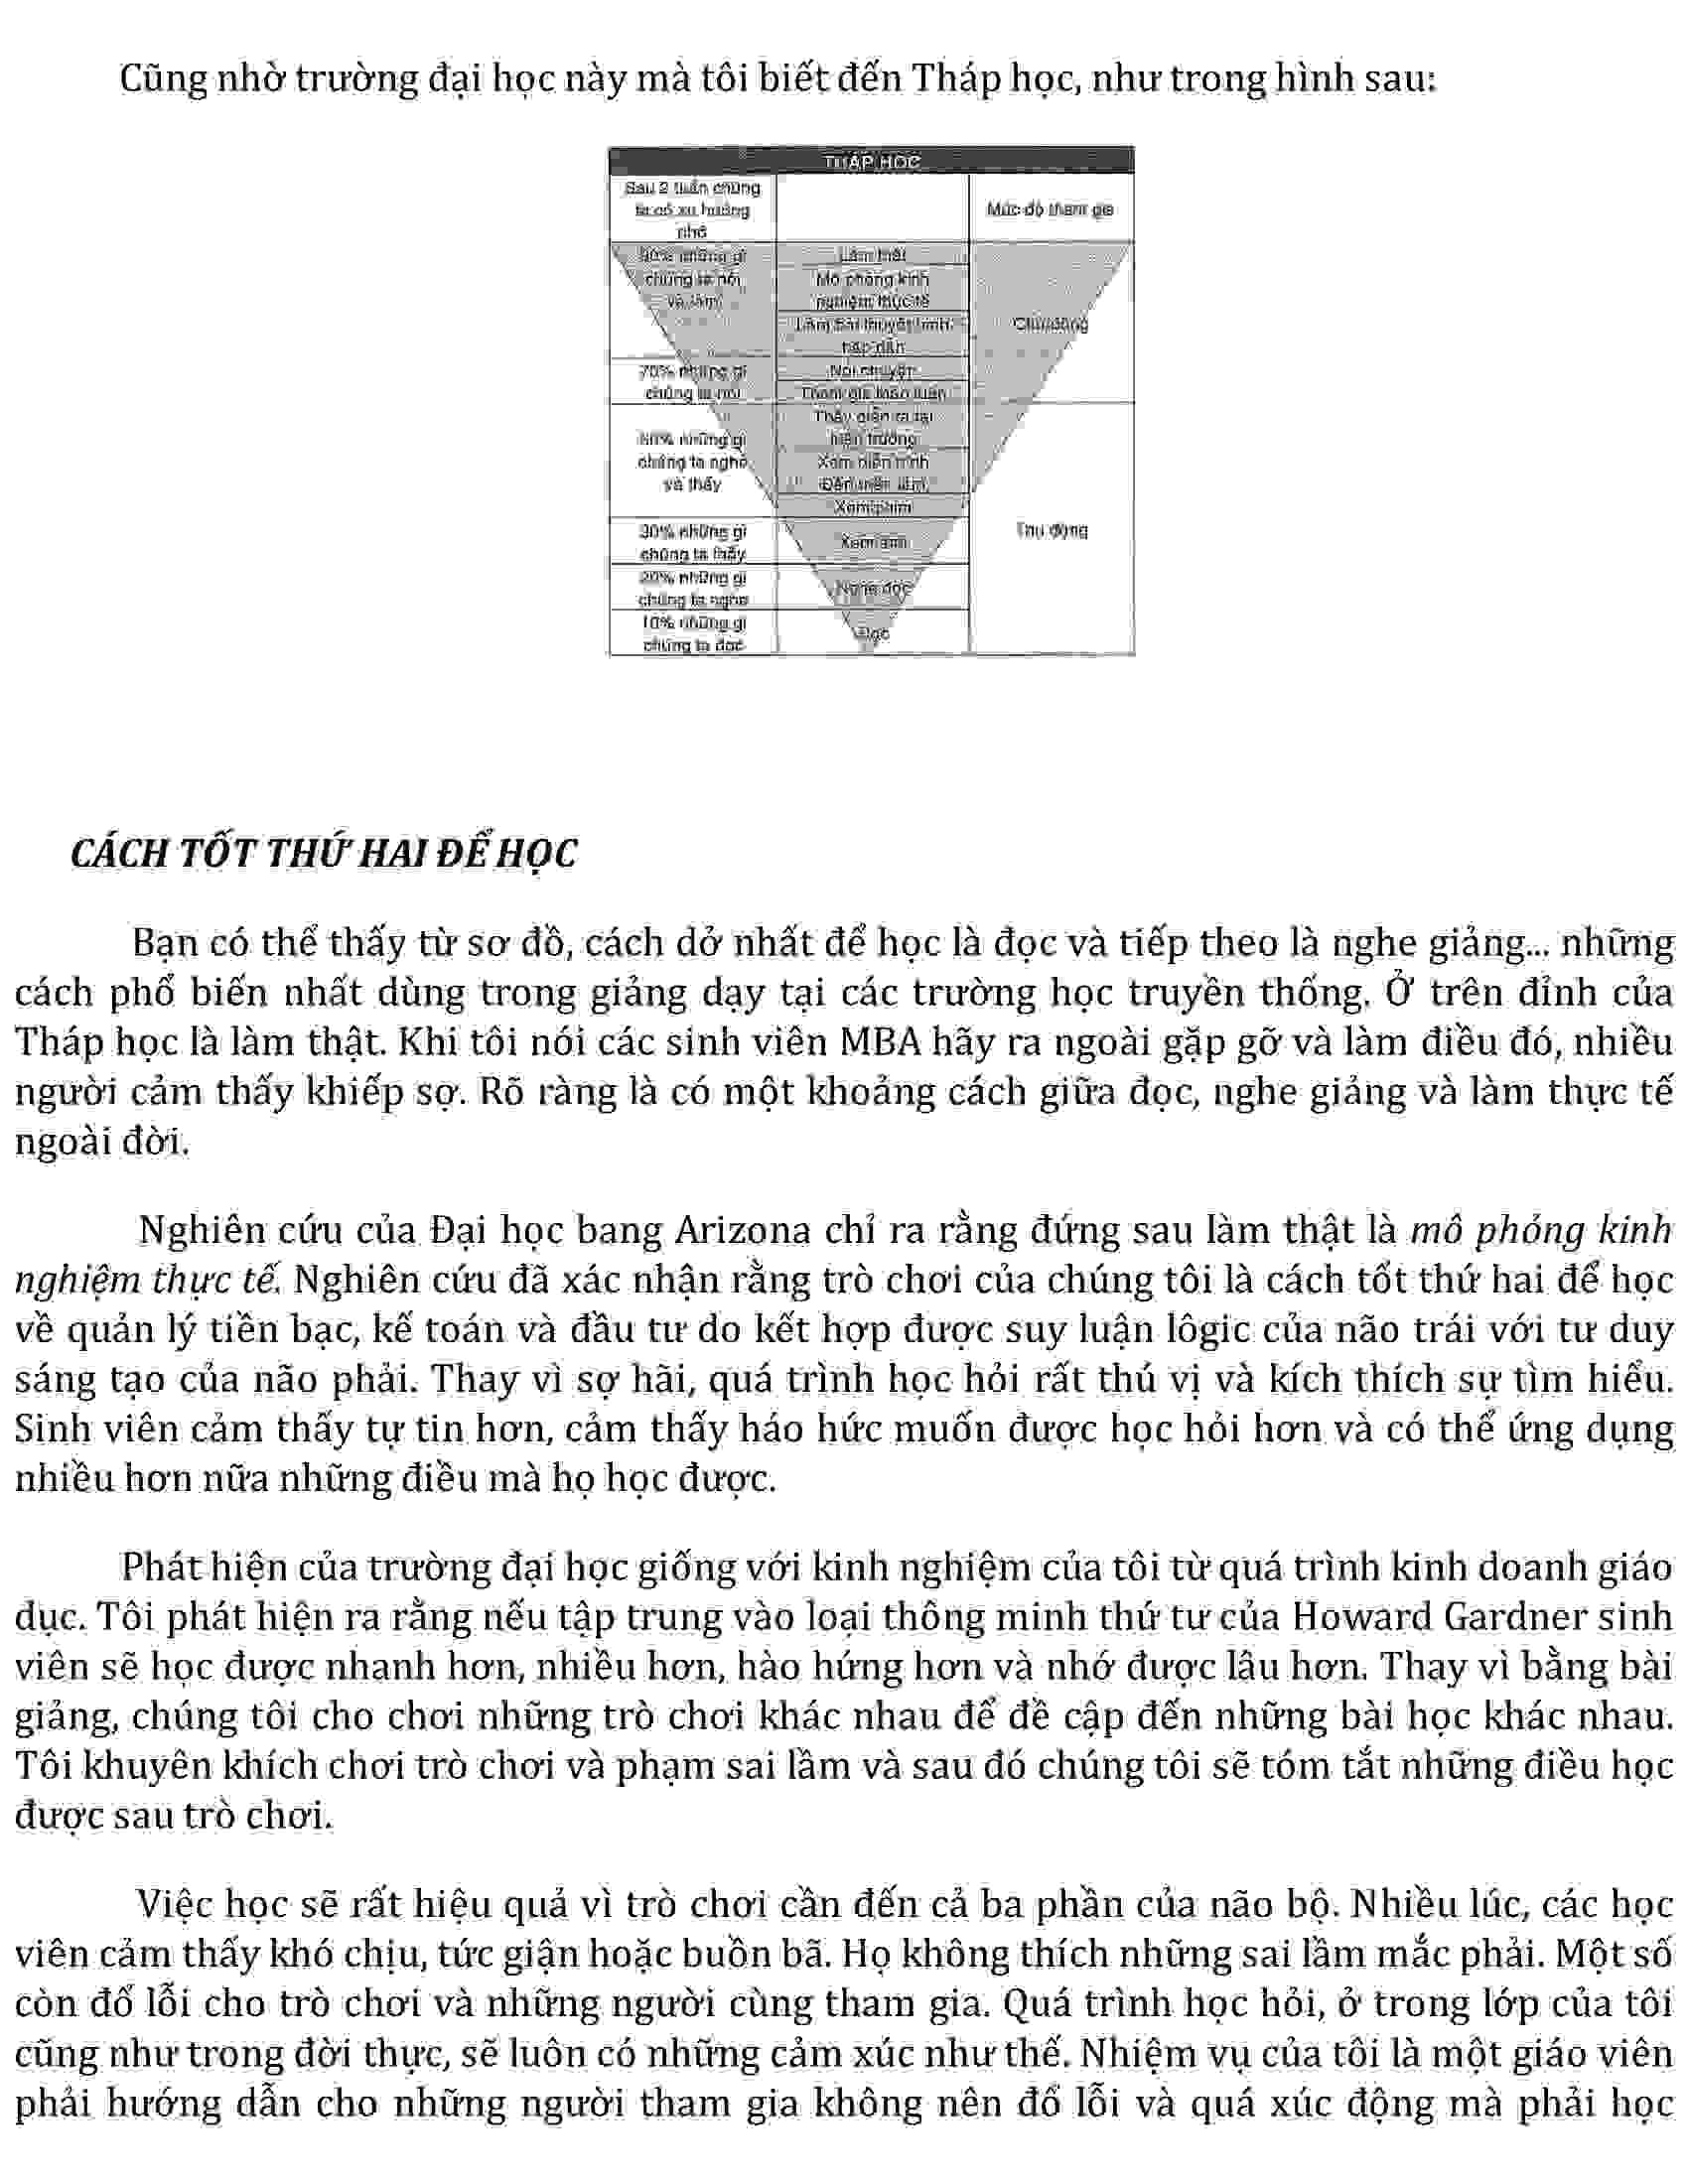 Cũng nhờ trường đại học này mà tôi biết đến Tháp học, như trong hình sau:
THÁP HỌC
Sau 2 tuần chúng
ta có xu hướng
nhớ
Mức độ tham gia
90% những gì
chúng ta nói
và làm
Làm thật
Mô phỏng kinh
nghiệm thực tế
Làm bài thuyết trình
hấp dẫn
Chủ động
70% những gì
chúng ta nói
Nói chuyện
Tham gia thảo luận
50% những gì
chúng ta nghe
và thấy
Thấy diễn ra tại
hiện trường
Xem
Xem phim
Thụ động
30% những gì
chúng ta thấy
Xem ảnh
20% những gì
chúng ta nghe
Nghe đọc
10% những gì
chúng ta đọc
Đọc
CÁCH TỐT THỨ HAI ĐỂ HỌC
Bạn có thể thấy từ sơ đồ, cách dở nhất để học là đọc và tiếp theo là nghe giảng... những
cách phổ biến nhất dùng trong giảng dạy tại các trường học truyền thống. Ở trên đỉnh của
Tháp học là làm thật. Khi tôi nói các sinh viên MBA hãy ra ngoài gặp gỡ và làm điều đó, nhiều
người cảm thấy khiếp sợ. Rõ ràng là có một khoảng cách giữa đọc, nghe giảng và làm thực tế
ngoài đời.
Nghiên cứu của Đại học bang Arizona chỉ ra rằng đứng sau làm thật là mô phỏng kinh
nghiệm thực tế. Nghiên cứu đã xác nhận rằng trò chơi của chúng tôi là cách tốt thứ hai để học
về quản lý tiền bạc, kế toán và đầu tư do kết hợp được suy luận lôgic của não trái với tư duy
sáng tạo của não phải. Thay vì sợ hãi, quá trình học hỏi rất thú vị và kích thích sự tìm hiểu.
Sinh viên cảm thấy tự tin hơn, cảm thấy háo hức muốn được học hỏi hơn và có thể ứng dụng
nhiều hơn nữa những điều mà họ học được.
Phát hiện của trường đại học giống với kinh nghiệm của tôi từ quá trình kinh doanh giáo
dục. Tôi phát hiện ra rằng nếu tập trung vào loại thông minh thứ tư của Howard Gardner sinh
viên sẽ học được nhanh hơn, nhiều hơn, hào hứng hơn và nhớ được lâu hơn. Thay vì bằng bài
giảng, chúng tôi cho chơi những trò chơi khác nhau để đề cập đến những bài học khác nhau.
Tôi khuyên khích chơi trò chơi và phạm sai lầm và sau đó chúng tôi sẽ tóm tắt những điều học
được sau trò chơi.
Việc học sẽ rất hiệu quả vì trò chơi cần đến cả ba phần của não bộ. Nhiều lúc, các học
viên cảm thấy khó chịu, tức giận hoặc buồn bã. Họ không thích những sai lầm mắc phải. Một số
còn đổ lỗi cho trò chơi và những người cùng tham gia. Quá trình học hỏi, ở trong lớp của tôi
cũng như trong đời thực, sẽ luôn có những cảm xúc như thế. Nhiệm vụ của tôi là một giáo viên
phải hướng dẫn cho những người tham gia không nên đổ lỗi và quá xúc động mà phải học